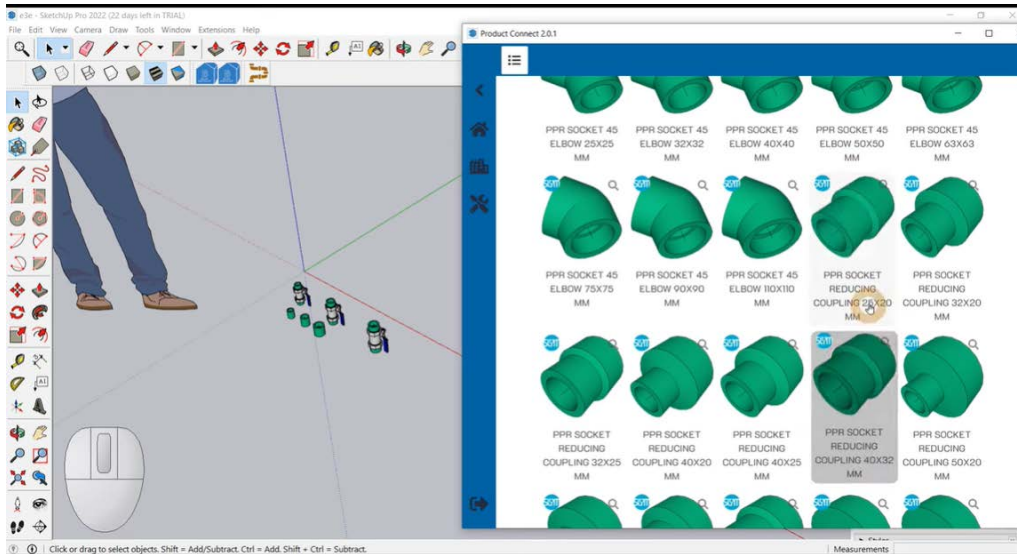 e3e - SketchUp Pro 2022 (22 days left in TRIAL)
File Edit View Camera Draw Tools Window Extensions Help
Product Connect 2.0.1
PPR SOCKET 45
ELBOW 25X25
MM
PPR SOCKET 45
ELBOW 32X32
MM
PPR SOCKET 45
ELBOW 40X40
MM
PPR SOCKET 45
ELBOW 50X50
MM
PPR SOCKET 45
ELBOW 63X63
MM
PPR SOCKET 45
ELBOW 75X75
MM
PPR SOCKET 45
ELBOW 90X90
MM
PPR SOCKET 45
ELBOW 110X110
MM
PPR SOCKET
REDUCING
COUPLING 25X20
MM
PPR SOCKET
REDUCING
COUPLING 32X20
MM
PPR SOCKET
REDUCING
COUPLING 32X25
MM
PPR SOCKET
REDUCING
COUPLING 40X20
MM
PPR SOCKET
REDUCING
COUPLING 40X25
MM
PPR SOCKET
REDUCING
COUPLING 40X32
MM
PPR SOCKET
REDUCING
COUPLING 50X20
MM
Click or drag to select objects. Shift = Add/Subtract. Ctrl = Add. Shift + Ctrl = Subtract.
Measurements